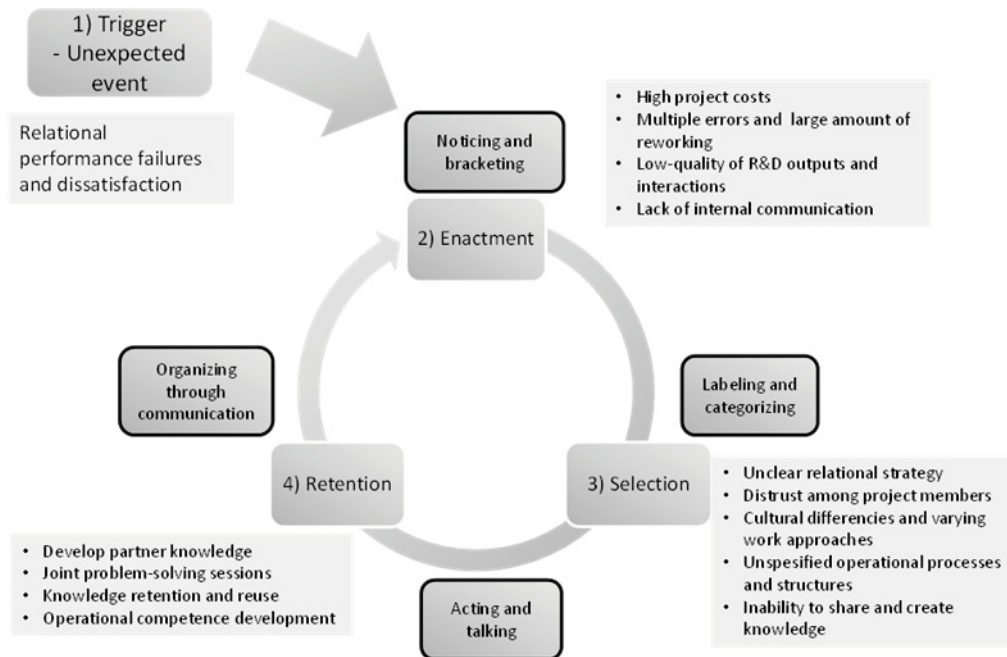 1) Trigger
- Unexpected
event
Relational
performance failures
and dissatisfaction
Noticing and
bracketing
• High project costs
• Multiple errors and large amount of
reworking
• Low-quality of R&D outputs and
interactions
• Lack of internal communication
2) Enactment
Organizing
through
communication
Labeling and
categorizing
4) Retention
3) Selection
• Unclear relational strategy
• Distrust among project members
• Cultural differencies and varying
work approaches
• Unspesified operational processes
and structures
• Inability to share and create
knowledge
• Develop partner knowledge
• Joint problem-solving sessions
• Knowledge retention and reuse
• Operational competence development
Acting and
talking